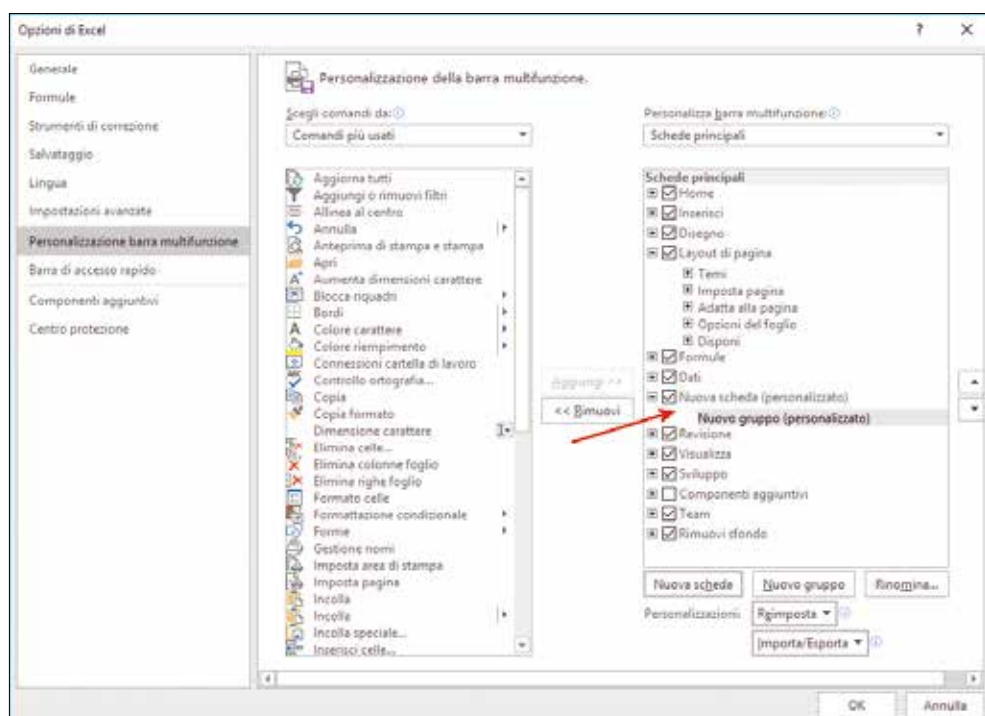 Opzioni di Excel
?
Generale
Formule
Strumenti di correzione
Salvataggio
Lingua
Impostazioni avanzate
Personalizzazione barra multifunzione
Barra di accesso rapido
Componenti aggiuntivi
Centro protezione
Personalizzazione della barra multifunzione.
Scegli comandi da:
Comandi più usati
Aggiorna tutti
Aggiungi o rimuovi filtri
Allinea al centro
Annulla
Anteprima di stampa e stampa
Apri
Aumenta dimensioni carattere
Blocca riquadri
Bordi
Colore carattere
Colore riempimento
Connessioni cartella di lavoro
Controllo ortografia...
Copia
Copia formato
Dimensione carattere
Elimina celle...
Elimina colonne foglio
Elimina righe foglio
Formato celle
Formattazione condizionale
Forme
Gestione nomi
Imposta area di stampa
Imposta pagina
Incolla
Incolla
Incolla speciale...
Inserisci celle...
Aggiungi >>
<< Rimuovi
Personalizza barra multifunzione:
Schede principali
Schede principali
Home
Inserisci
Disegno
Layout di pagina
Temi
Imposta pagina
Adatta alla pagina
Opzioni del foglio
Disponi
Formule
Dati
Nuova scheda (personalizzato)
Nuovo gruppo (personalizzato)
Revisione
Visualizza
Sviluppo
Componenti aggiuntivi
Team
Rimuovi sfondo
Nuova scheda
Nuovo gruppo
Rinomina...
Personalizzazioni:
Reimposta
Importa/Esporta
OK
Annulla